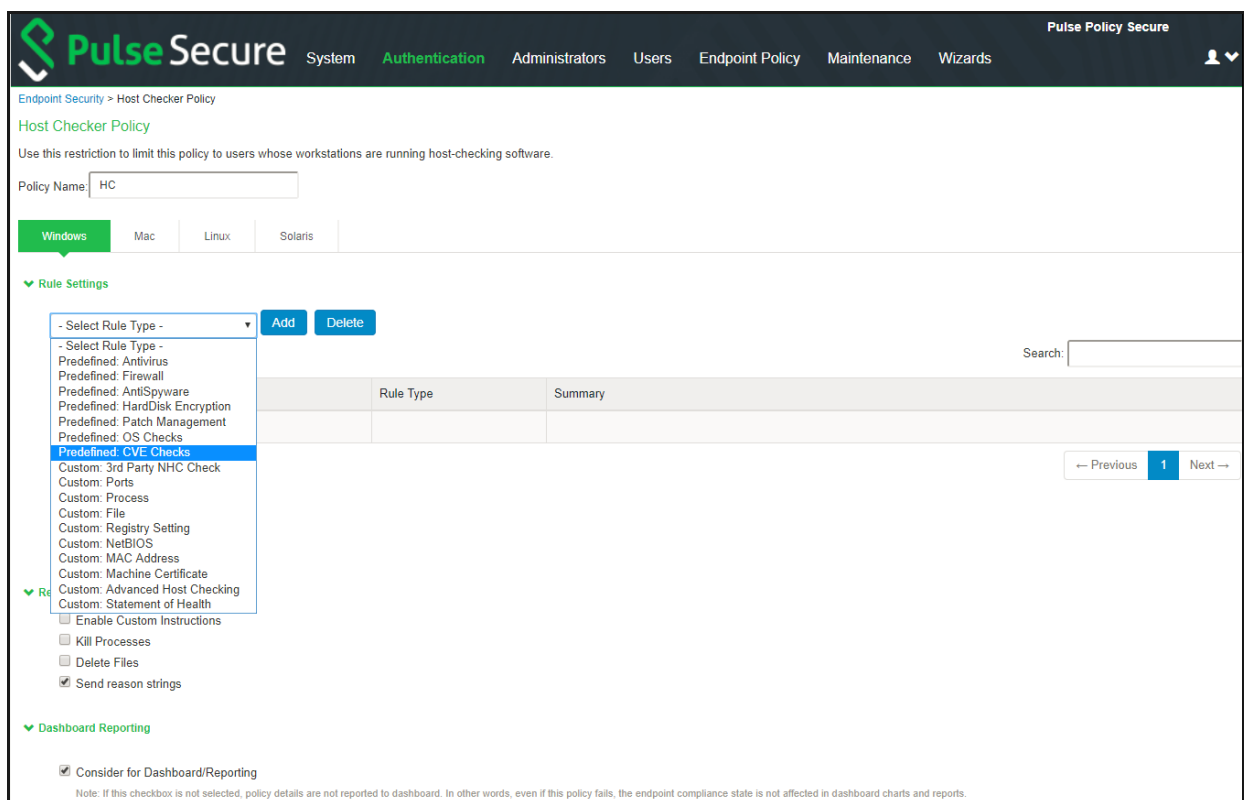 Pulse Policy Secure
Pulse Secure System Authentication Administrators Users Endpoint Policy Maintenance Wizards
Endpoint Security > Host Checker Policy
Host Checker Policy
Use this restriction to limit this policy to users whose workstations are running host-checking software.
Policy Name: HC
Windows Mac Linux Solaris
Rule Settings
- Select Rule Type - Add Delete
- Select Rule Type -
Search:
Predefined: Antivirus
Predefined: Firewall
Predefined: AntiSpyware
Rule Type Summary
Predefined: HardDisk Encryption
Predefined: Patch Management
Predefined: OS Checks
Predefined: CVE Checks
Custom: 3rd Party NHC Check
← Previous 1 Next →
Custom: Ports
Custom: Process
Custom: File
Custom: Registry Setting
Custom: NetBIOS
Custom: MAC Address
Custom: Machine Certificate
Re
Custom: Advanced Host Checking
Custom: Statement of Health
Enable Custom Instructions
Kill Processes
Delete Files
Send reason strings
Dashboard Reporting
Consider for Dashboard/Reporting
Note: If this checkbox is not selected, policy details are not reported to dashboard. In other words, even if this policy fails, the endpoint compliance state is not affected in dashboard charts and reports.